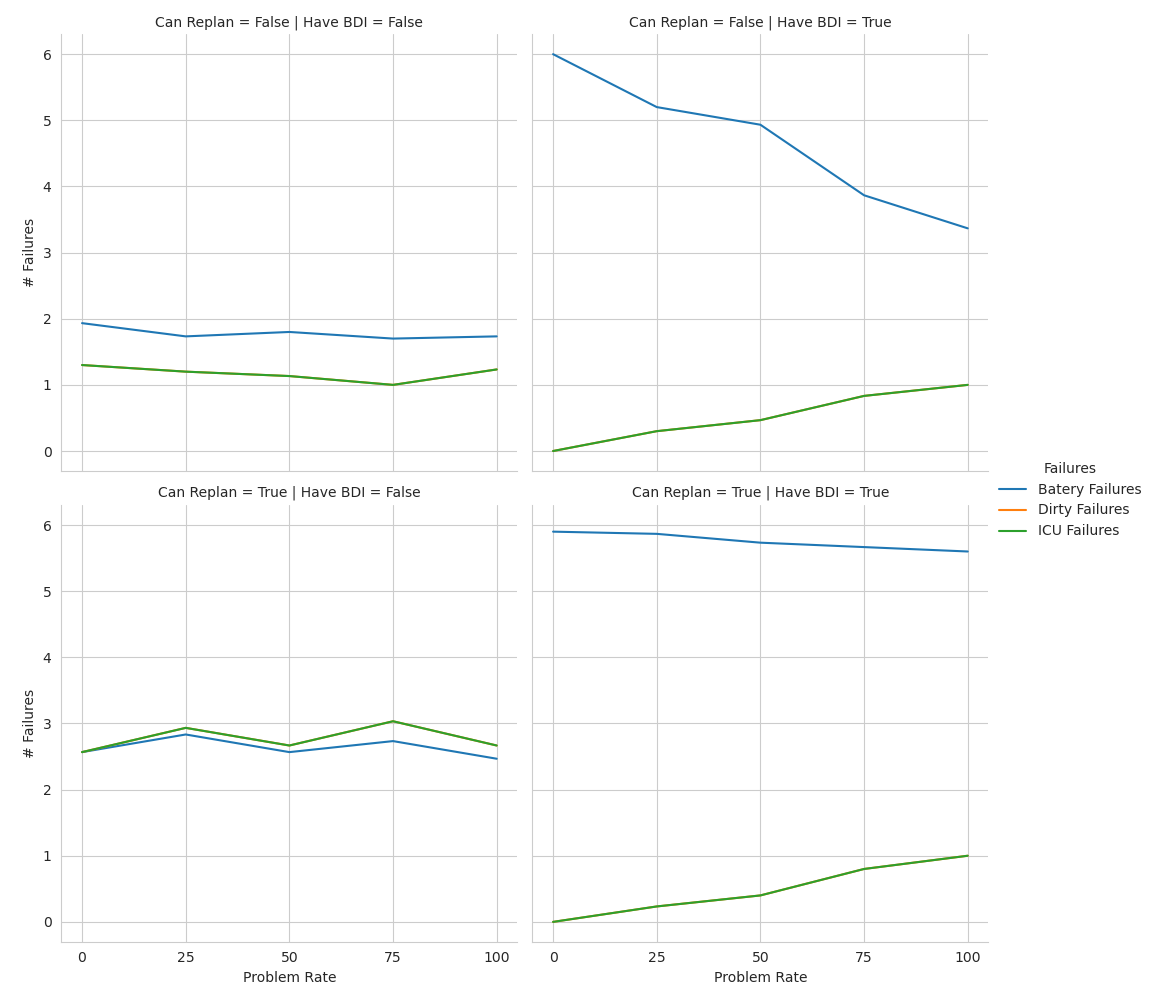 Can Replan = False | Have BDI = False
Can Replan = False | Have BDI = True
6
5
4
3
2
1
0
# Failures
Can Replan = True | Have BDI = False
Can Replan = True | Have BDI = True
6
5
4
3
2
1
0
# Failures
0 25 50 75 100
Problem Rate
0 25 50 75 100
Problem Rate
Failures
Batery Failures
Dirty Failures
ICU Failures